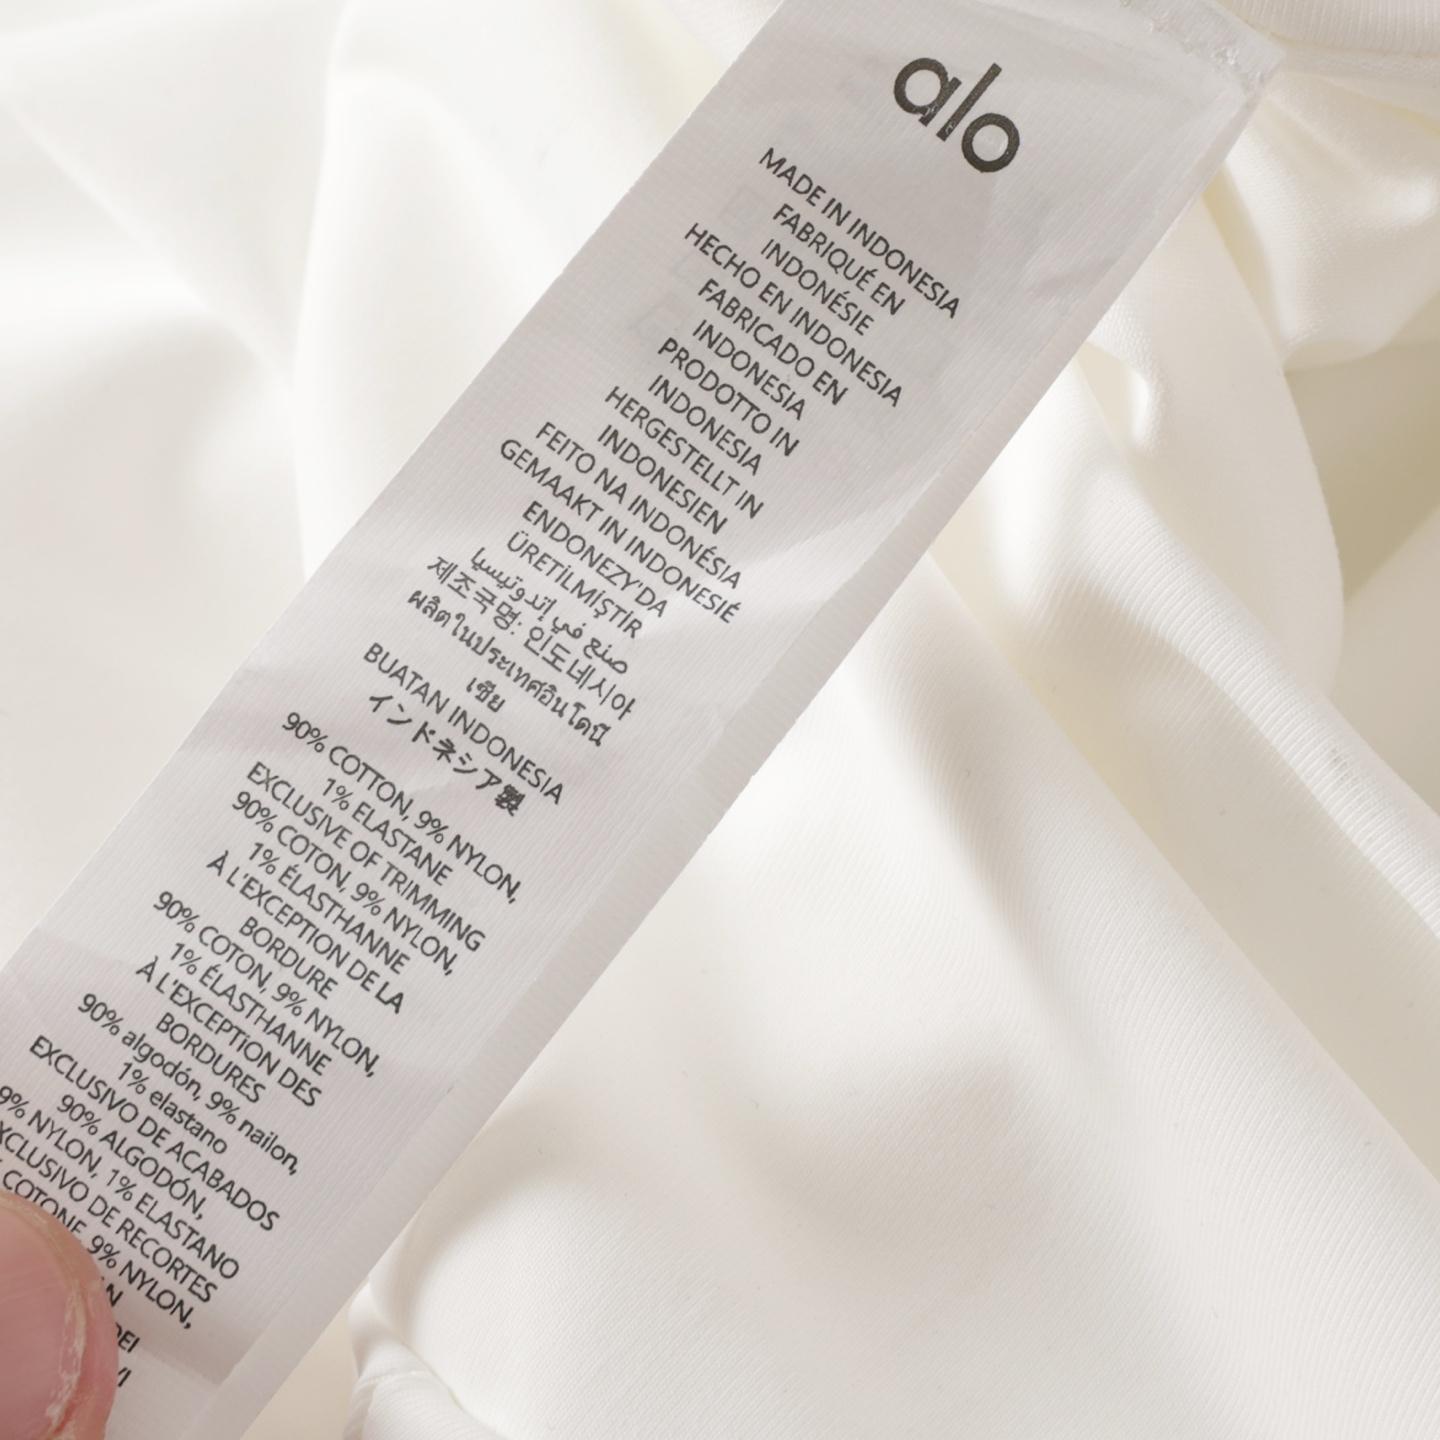 alo
MADE IN INDONESIA
FABRIQUÉ EN
INDONÉSIE
HECHO EN INDONESIA
FABRICADO EN
INDONESIA
PRODOTTO IN
INDONESIA
HERGESTELLT IN
INDONESIEN
FEITO NA INDONÉSIA
GEMAAKT IN INDONESIË
ENDONEZY'DA
ÜRETİLMİŞTİR
صنع في إندونيسيا
제조국명: 인도네시아
ผลิตในประเทศอินโดนี
เซีย
BUATAN INDONESIA
インドネシア製
90% COTTON, 9% NYLON,
1% ELASTANE
EXCLUSIVE OF TRIMMING
90% COTON, 9% NYLON,
1% ÉLASTHANNE
À L'EXCEPTION DE LA
BORDURE
90% COTON, 9% NYLON,
1% ÉLASTHANNE
À L'EXCEPTION DES
BORDURES
90% algodón, 9% nailon,
1% elastano
EXCLUSIVO DE ACABADOS
90% ALGODÓN,
9% NYLON, 1% ELASTANO
EXCLUSIVO DE RECORTES
COTONE, 9% NYLON,